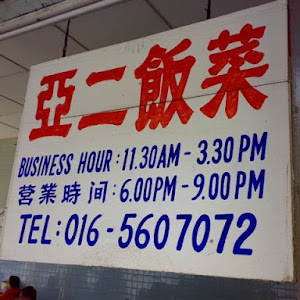 亞二飯菜
BUSINESS HOUR : 11.30AM - 3.30 PM
营業時间 : 6.00PM - 9.00 PM
TEL : 016 - 5607072